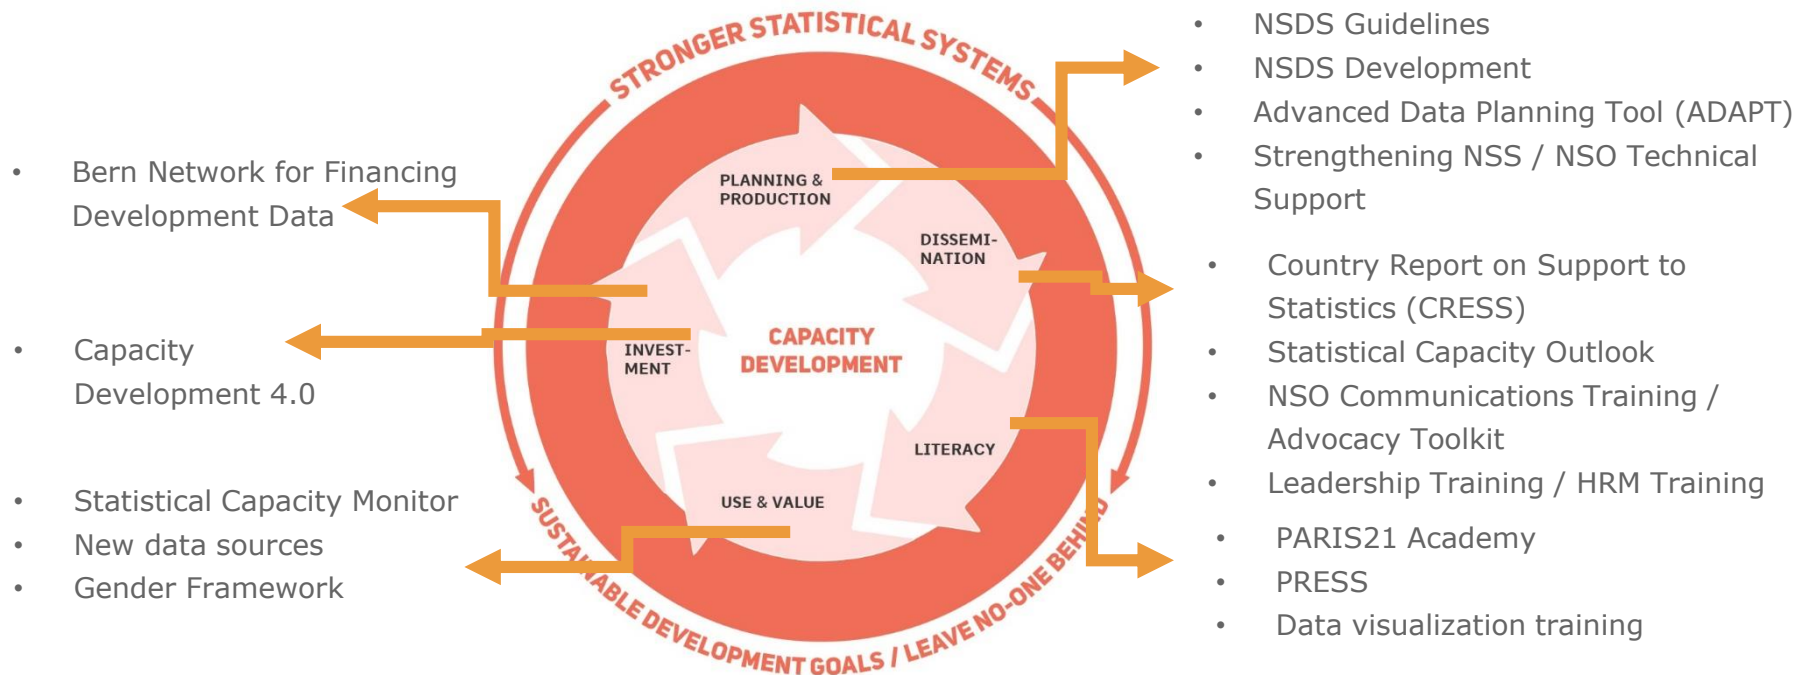 STRONGER STATISTICAL SYSTEMS
• NSDS Guidelines
• NSDS Development
• Advanced Data Planning Tool (ADAPT)
• Strengthening NSS / NSO Technical
Support
• Bern Network for Financing
Development Data
PLANNING &
PRODUCTION
DISSEMI-
NATION
• Country Report on Support to
Statistics (CRESS)
• Statistical Capacity Outlook
• NSO Communications Training /
Advocacy Toolkit
• Leadership Training / HRM Training
• Capacity
Development 4.0
INVEST-
MENT
CAPACITY
DEVELOPMENT
LITERACY
USE & VALUE
• Statistical Capacity Monitor
• New data sources
• Gender Framework
• PARIS21 Academy
• PRESS
• Data visualization training
SUSTAINABLE DEVELOPMENT GOALS / LEAVE NO-ONE BEHIND